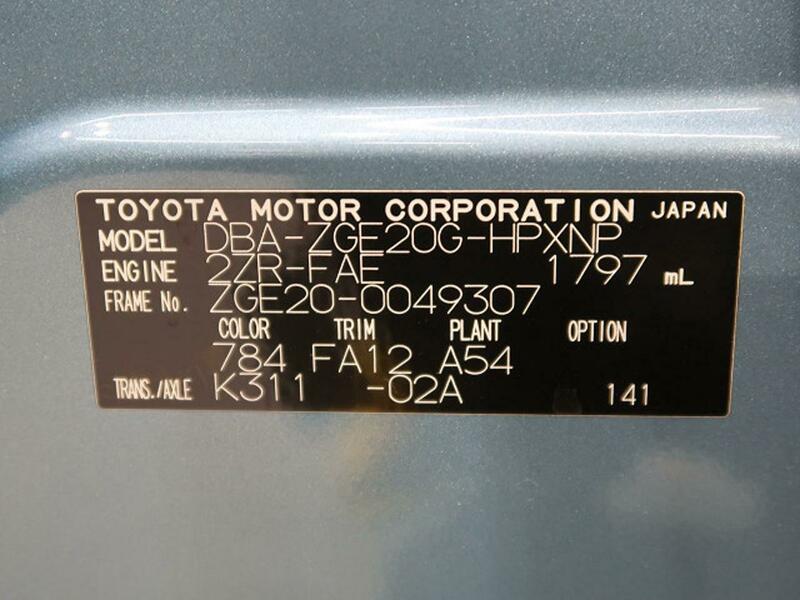 TOYOTA MOTOR CORPORATION JAPAN
MODEL DBA-ZGE20G-HPXNP
ENGINE 2ZR-FAE 1797 mL
FRAME No. ZGE20-0049307
COLOR TRIM PLANT OPTION
784 FA12 A54
TRANS./AXLE K311 -02A 141